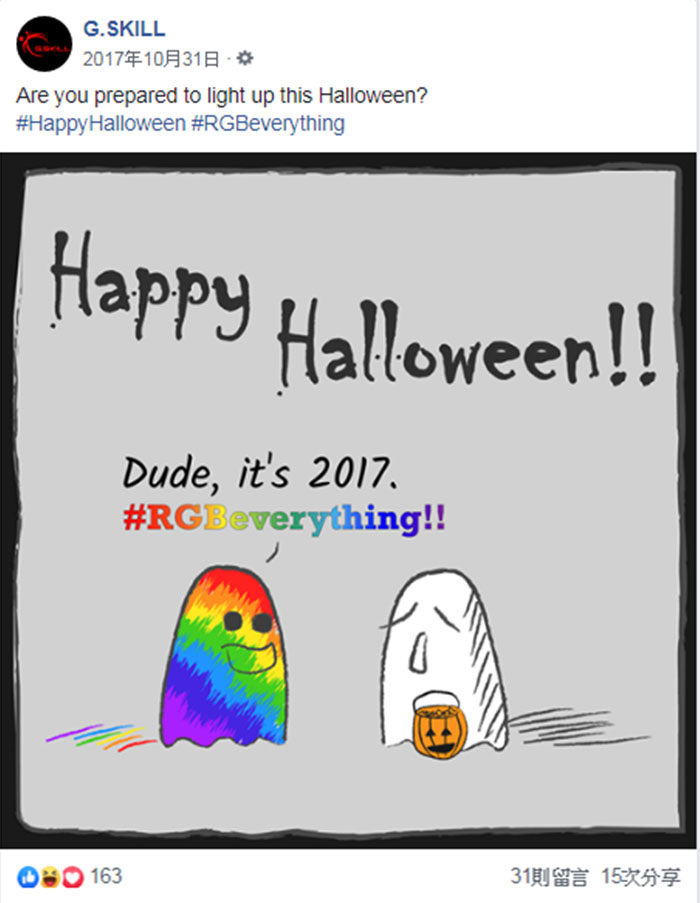 G.SKILL
G.SKILL
2017年10月31日 ·
Are you prepared to light up this Halloween?
#HappyHalloween #RGBeverything
Happy
Halloween!!
Dude, it's 2017.
#RGBeverything!!
163
31則留言 15次分享